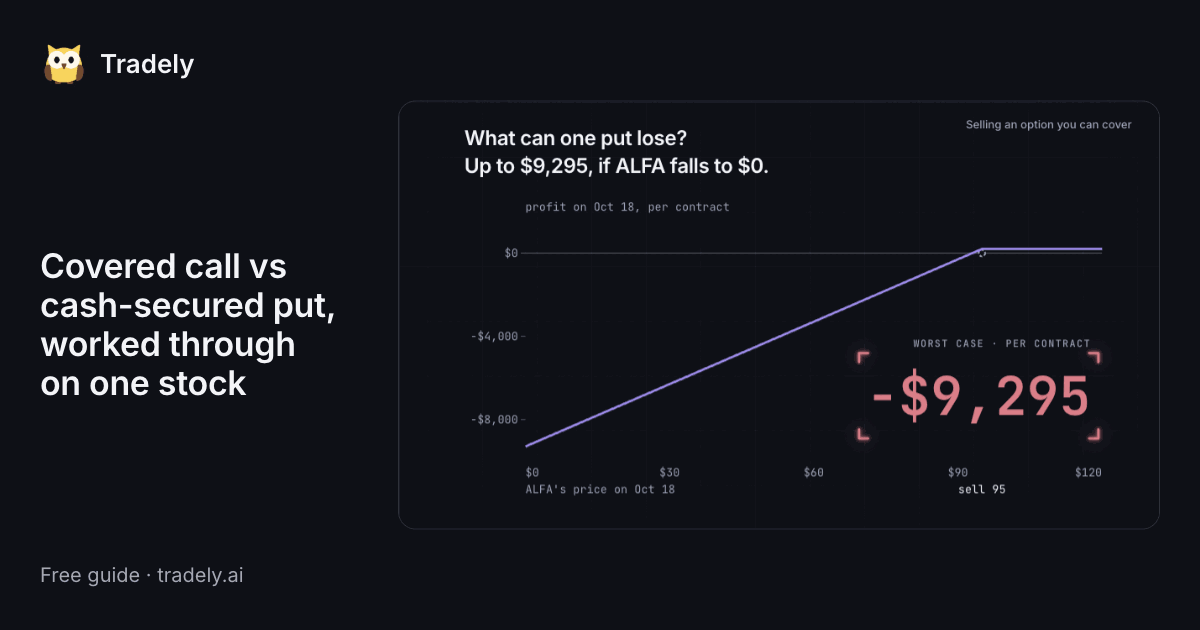 Tradely
What can one put lose?
Up to $9,295, if ALFA falls to $0.
Selling an option you can cover
profit on Oct 18, per contract
$0
-$4,000
-$8,000
WORST CASE · PER CONTRACT
-$9,295
$0
$30
$60
$90
$120
ALFA's price on Oct 18
sell 95
Covered call vs
cash-secured put,
worked through
on one stock
Free guide · tradely.ai